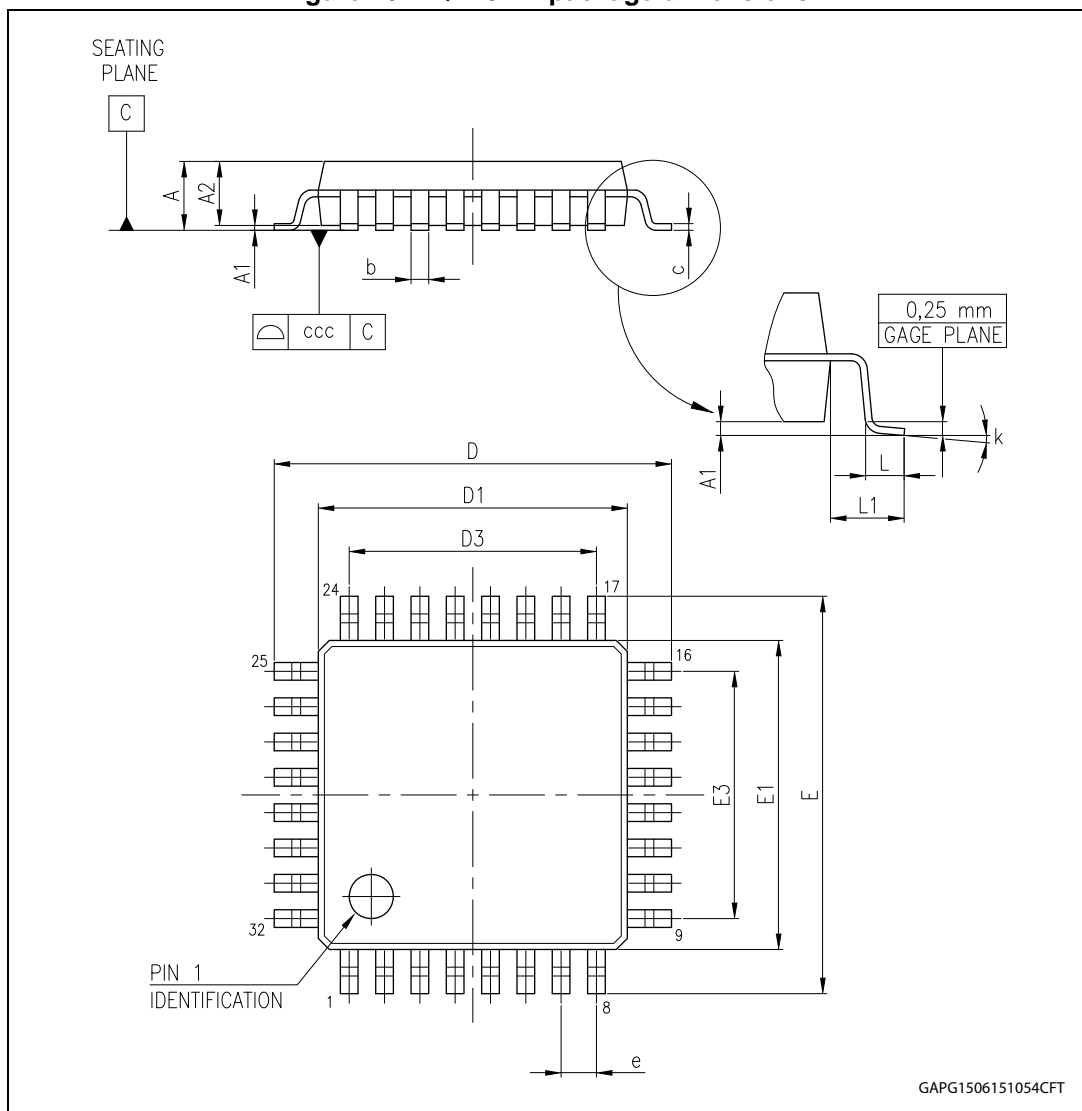 SEATING
PLANE
C
A
A2
A1
b
c
ccc
C
0,25 mm
GAGE PLANE
k
A1
L
L1
D
D1
D3
24
17
25
16
E3
E1
E
32
9
PIN 1
IDENTIFICATION
1
8
e
GAPG1506151054CFT